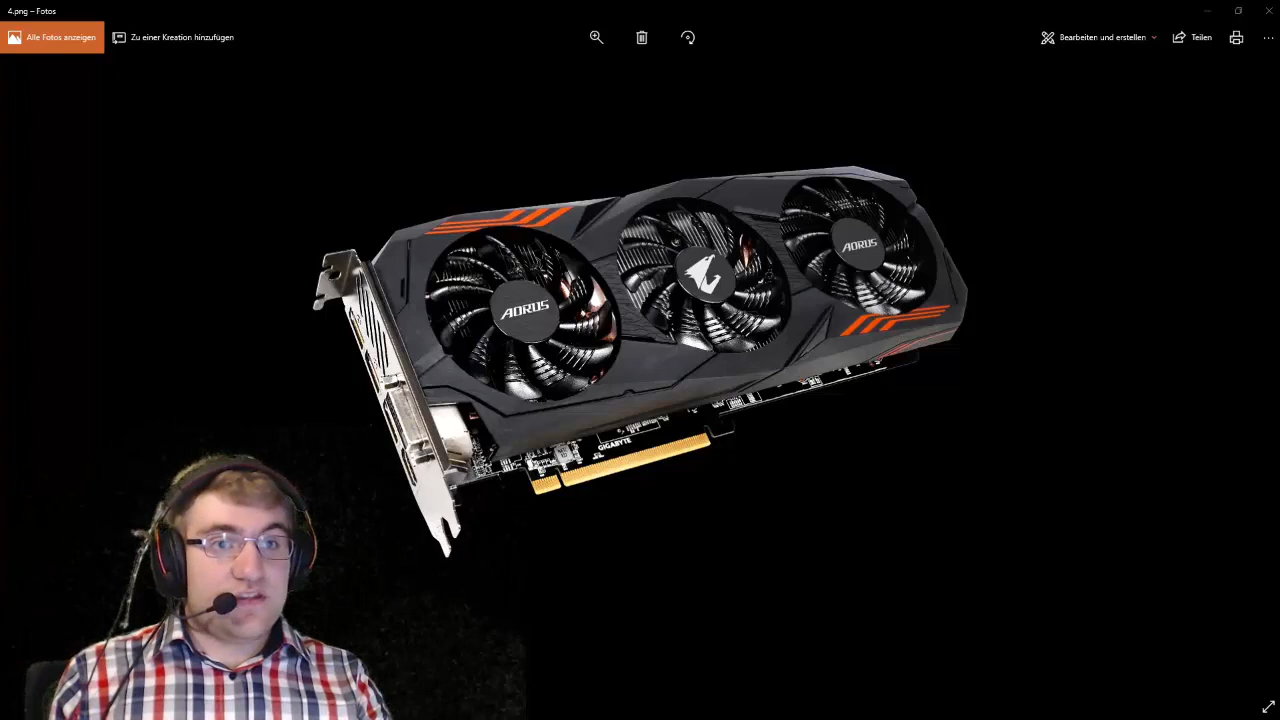 4.png – Fotos
Alle Fotos anzeigen
Zu einer Kreation hinzufügen
Bearbeiten und erstellen
Teilen
AORUS
AORUS
GIGABYTE